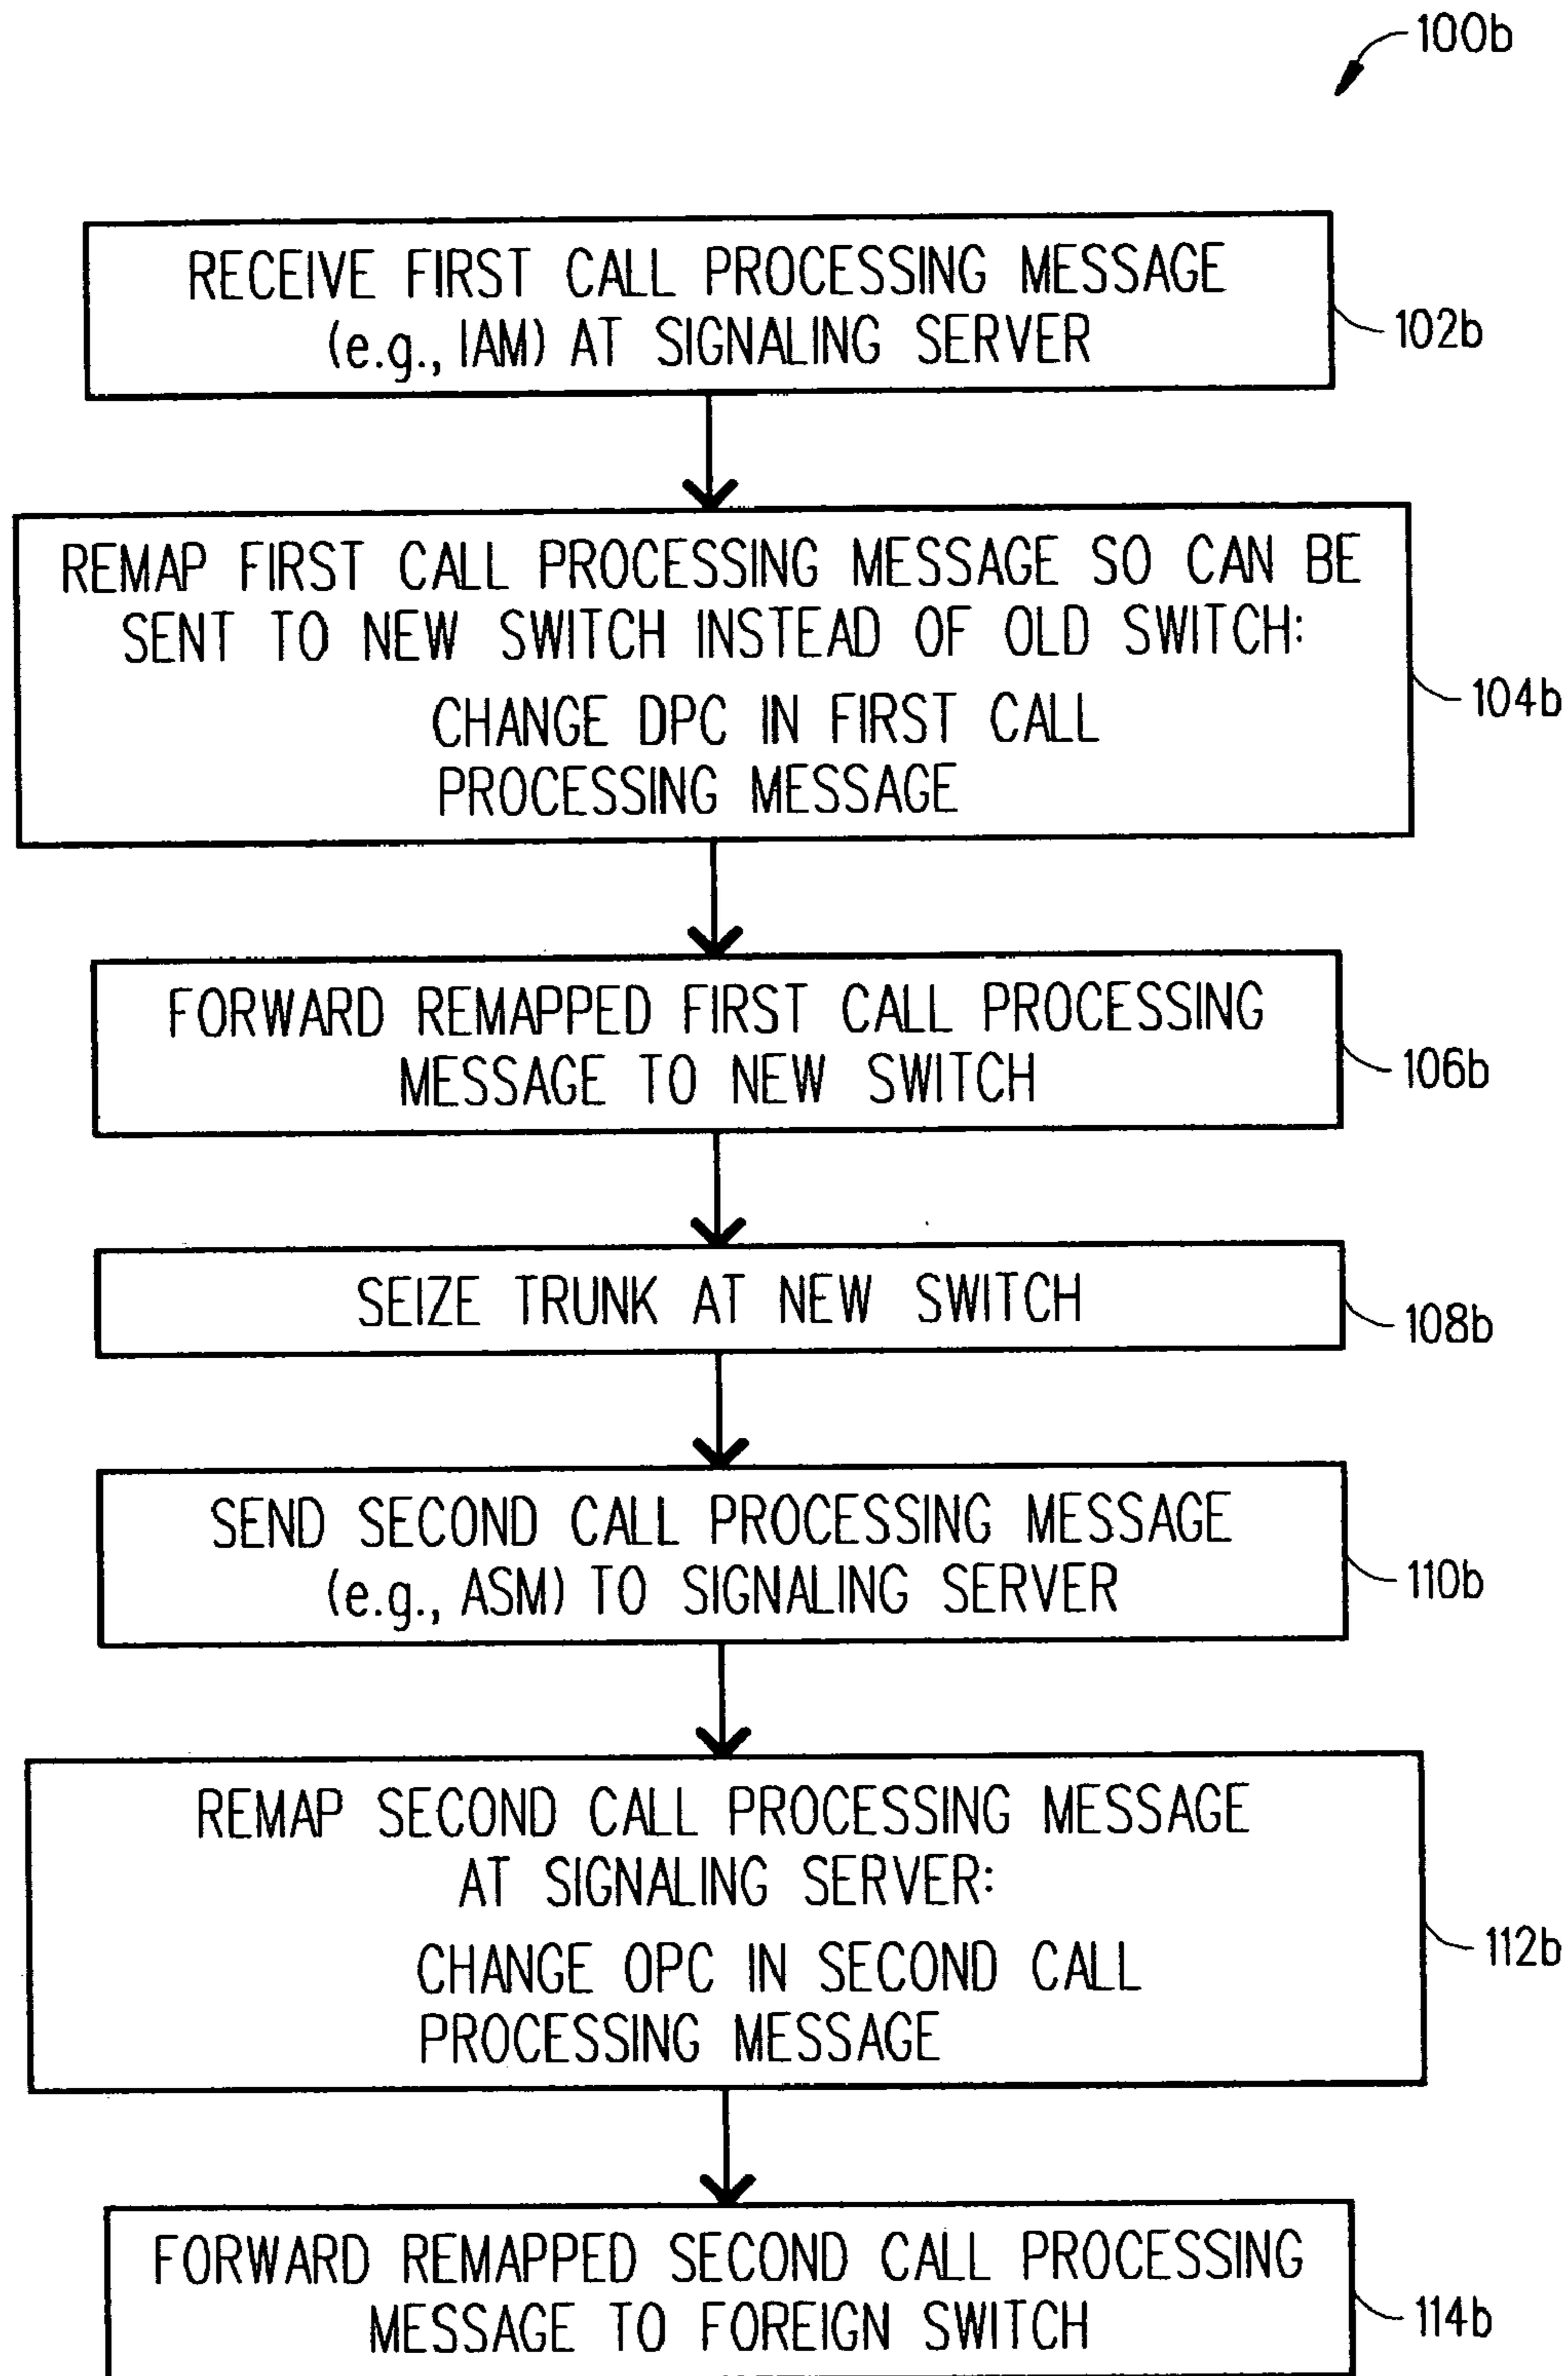 100b
RECEIVE FIRST CALL PROCESSING MESSAGE
(e.g., IAM) AT SIGNALING SERVER
102b
REMAP FIRST CALL PROCESSING MESSAGE SO CAN BE
SENT TO NEW SWITCH INSTEAD OF OLD SWITCH:
CHANGE DPC IN FIRST CALL
PROCESSING MESSAGE
104b
FORWARD REMAPPED FIRST CALL PROCESSING
MESSAGE TO NEW SWITCH
106b
SEIZE TRUNK AT NEW SWITCH
108b
SEND SECOND CALL PROCESSING MESSAGE
(e.g., ASM) TO SIGNALING SERVER
110b
REMAP SECOND CALL PROCESSING MESSAGE
AT SIGNALING SERVER:
CHANGE OPC IN SECOND CALL
PROCESSING MESSAGE
112b
FORWARD REMAPPED SECOND CALL PROCESSING
MESSAGE TO FOREIGN SWITCH
114b